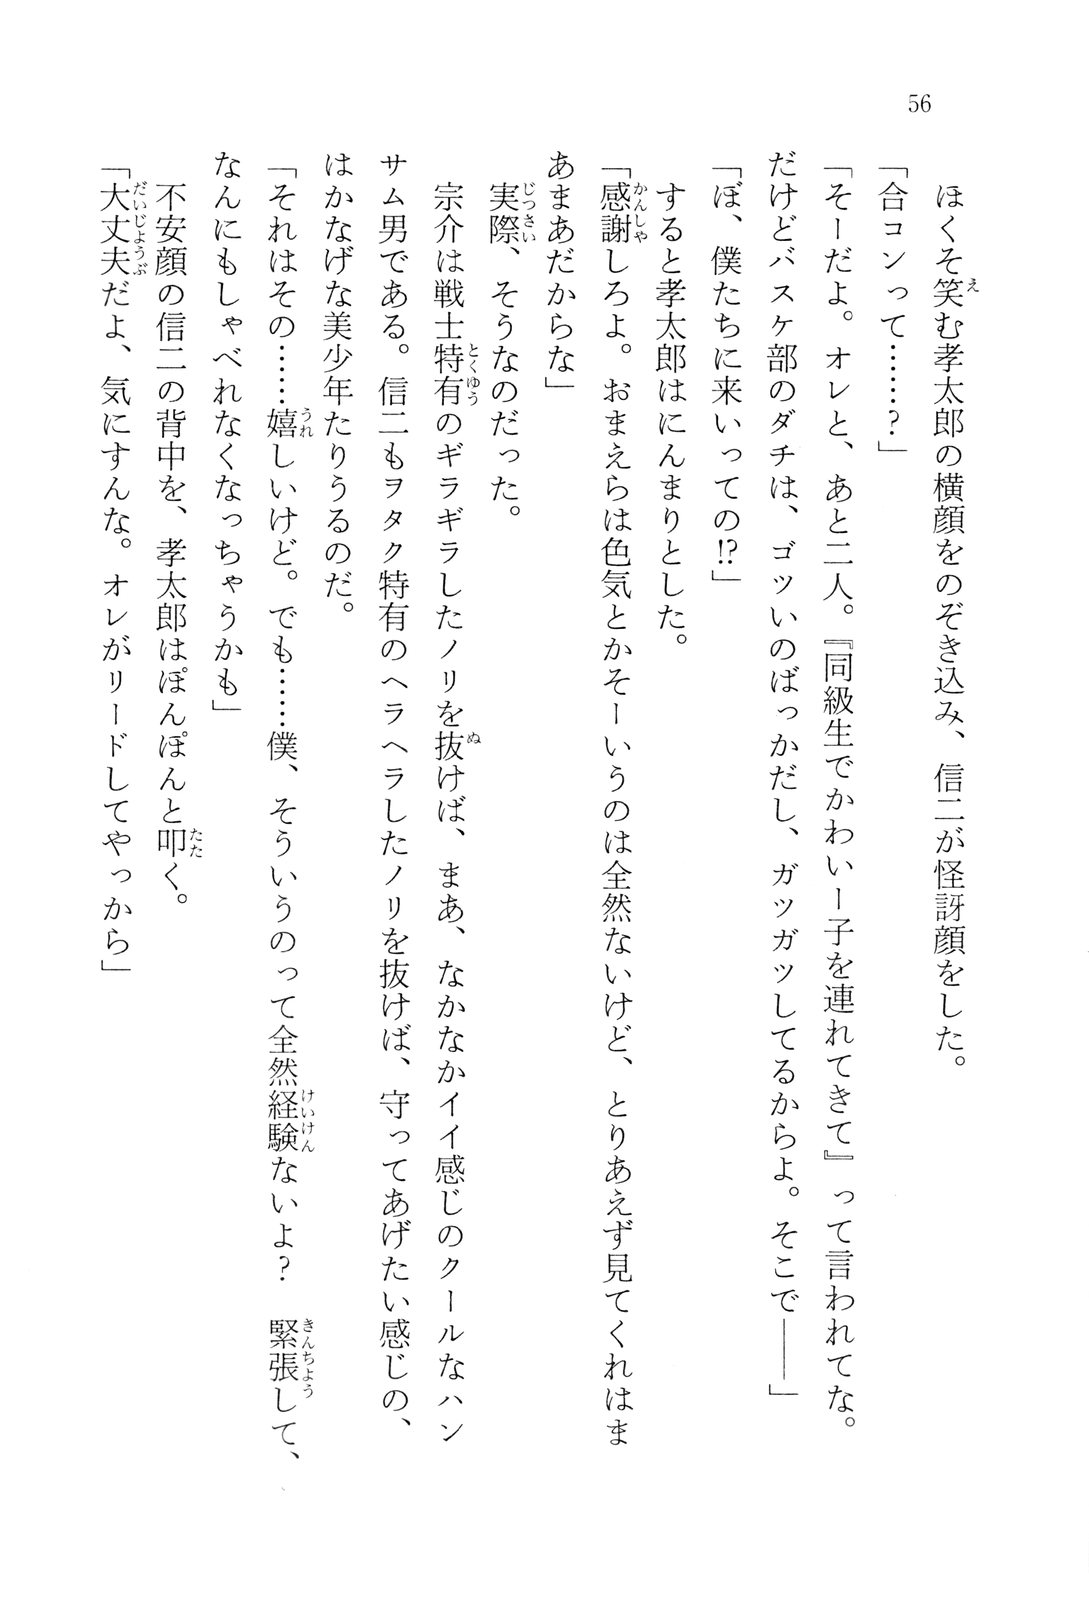 56
ほくそ笑む孝太郎の横顔をのぞき込み、信二が怪訝顔をした。
「合コンって……？」
「そーだよ。オレと、あと二人。『同級生でかわいー子を連れてきて』って言われてな。
だけどバスケ部のダチは、ゴツいのばっかだし、ガツガツしてるからよ。そこで――」
「ぼ、僕たちに来いっての!?」
すると孝太郎はにんまりとした。
「感謝しろよ。おまえらは色気とかそーいうのは全然ないけど、とりあえず見てくれはま
あまあだからな」
実際、そうなのだった。
宗介は戦士特有のギラギラしたノリを抜けば、まあ、なかなかイイ感じのクールなハン
サム男である。信二もヲタク特有のヘラヘラしたノリを抜けば、守ってあげたい感じの、
はかなげな美少年たりうるのだ。
「それはその……嬉しいけど。でも……僕、そういうのって全然経験ないよ？　緊張して、
なんにもしゃべれなくなっちゃうかも」
不安顔の信二の背中を、孝太郎はぽんぽんと叩く。
「大丈夫だよ、気にすんな。オレがリードしてやっから」